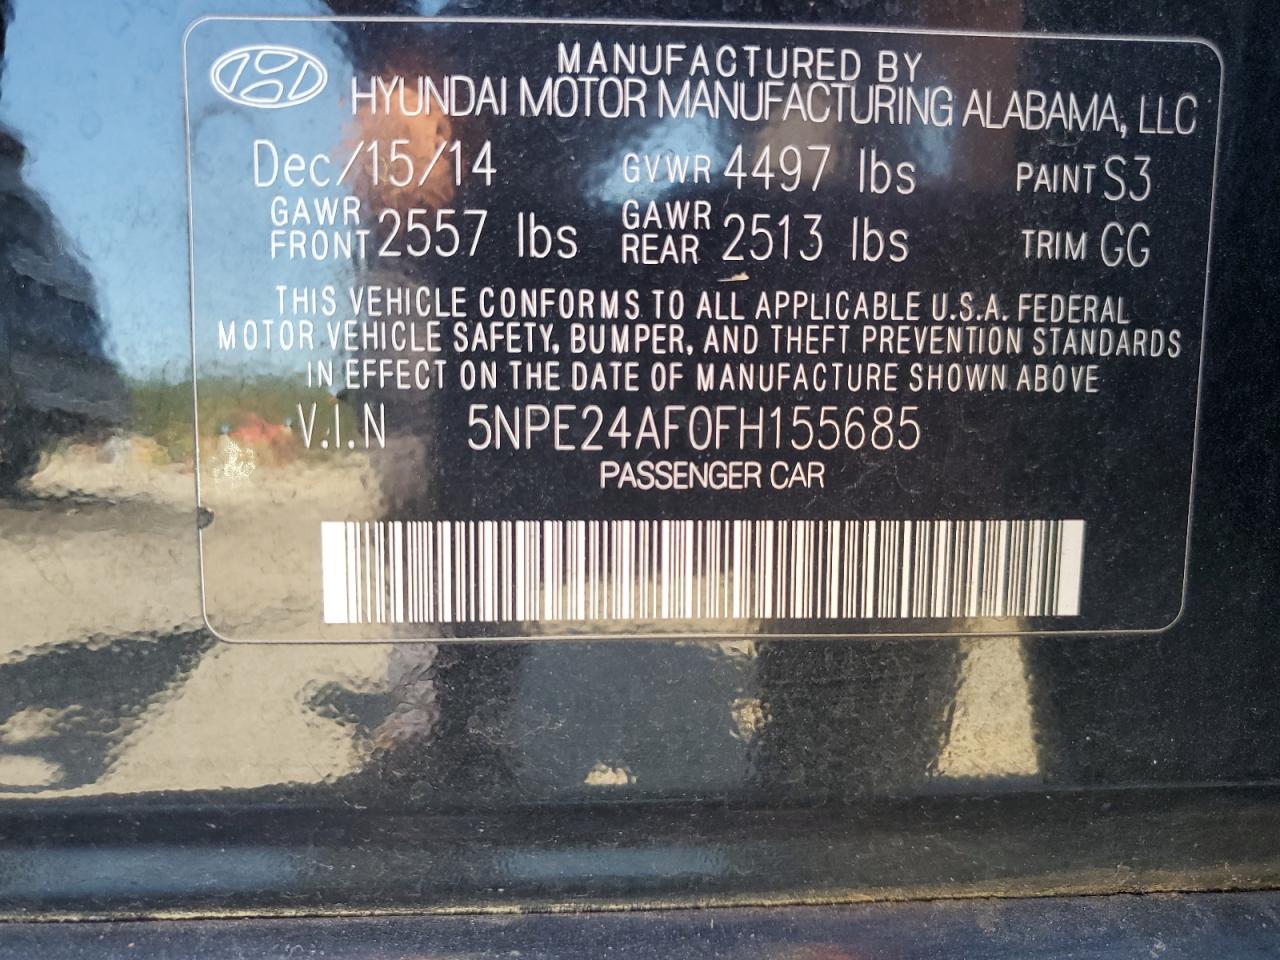 MANUFACTURED BY
HYUNDAI MOTOR MANUFACTURING ALABAMA, LLC
Dec/15/14 GVWR 4497 lbs PAINT S3
GAWR FRONT 2557 lbs GAWR REAR 2513 lbs TRIM GG
THIS VEHICLE CONFORMS TO ALL APPLICABLE U.S.A. FEDERAL
MOTOR VEHICLE SAFETY, BUMPER, AND THEFT PREVENTION STANDARDS
IN EFFECT ON THE DATE OF MANUFACTURE SHOWN ABOVE
V.I.N 5NPE24AF0FH155685
PASSENGER CAR